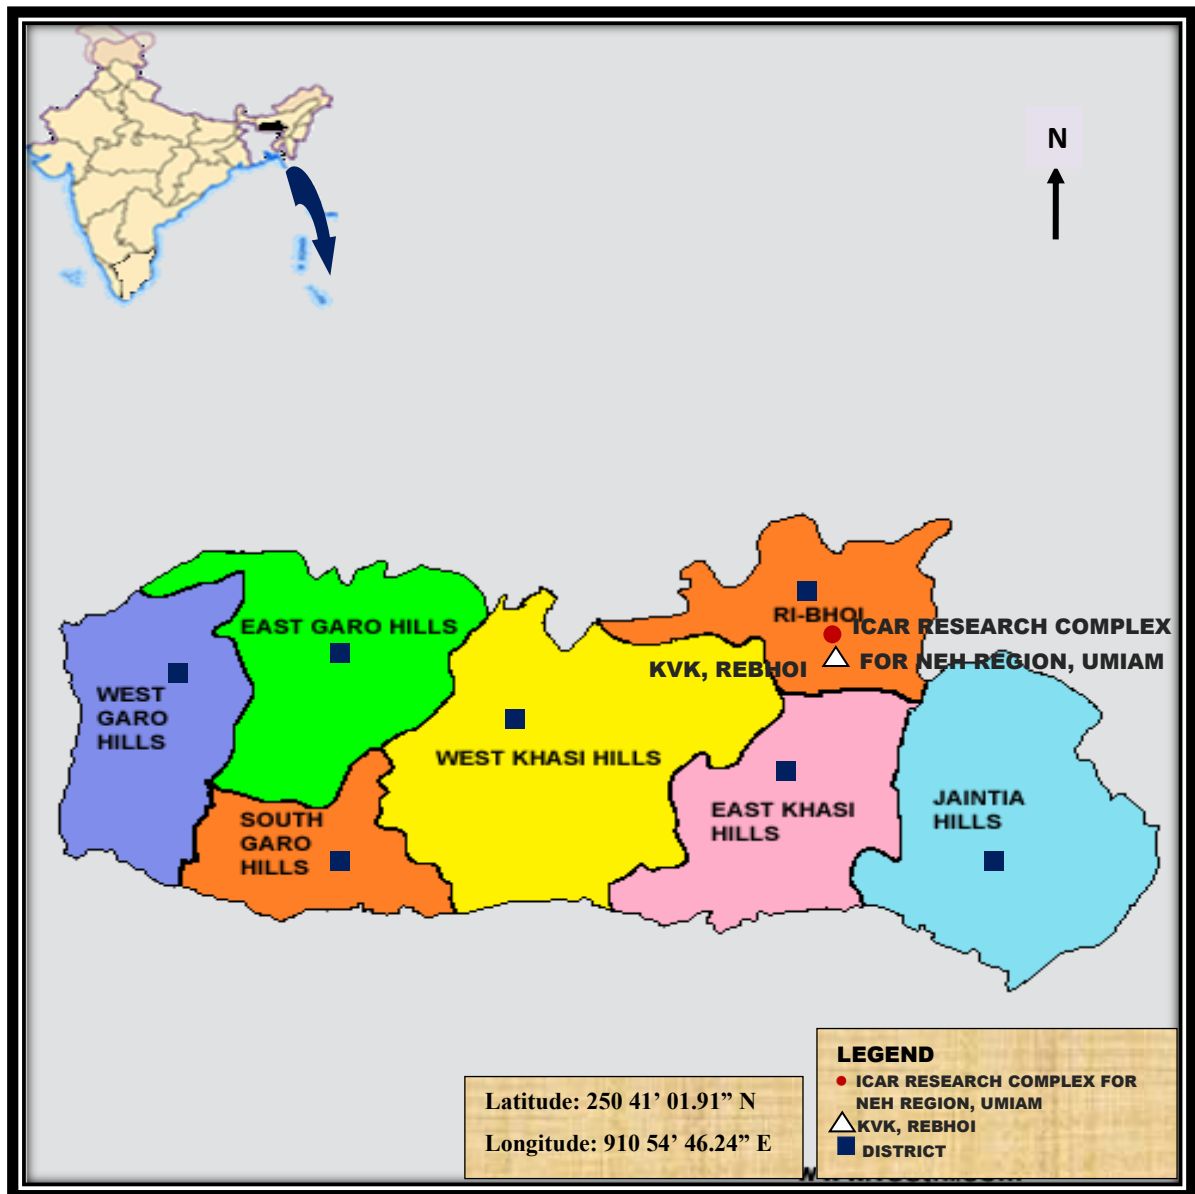 N
EAST GARO HILLS
RI-BHOI
ICAR RESEARCH COMPLEX
FOR NEH REGION, UMIAM
KVK, REBHOI
WEST
GARO
HILLS
WEST KHASI HILLS
SOUTH
GARO
HILLS
EAST KHASI
HILLS
JAINTIA
HILLS
LEGEND
ICAR RESEARCH COMPLEX FOR
NEH REGION, UMIAM
KVK, REBHOI
DISTRICT
Latitude: 250 41’ 01.91” N
Longitude: 910 54’ 46.24” E